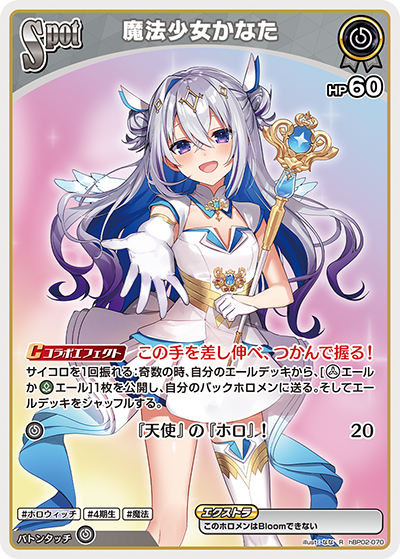 Spot
魔法少女かなた
HP60
コラボエフェクト
この手を差し伸べ、つかんで握る!
サイコロを1回振れる:奇数の時、自分のエールデッキから、[エール
かエール]1枚を公開し、自分のバックホロメンに送る。そしてエー
ルデッキをシャッフルする。
『天使』の『ホロ』! 20
#ホロウィッチ #4期生 #魔法
エクストラ
このホロメンはBloomできない
バトンタッチ
illust:なな R hBP02-070